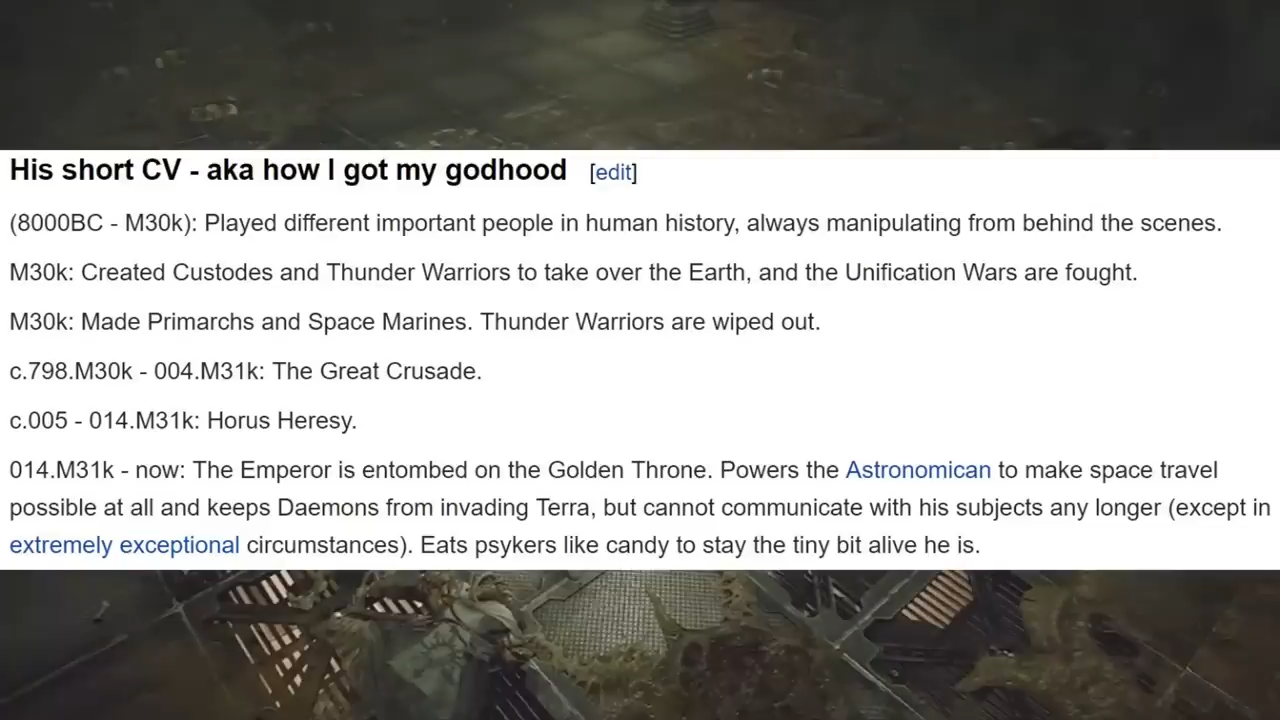 His short CV - aka how I got my godhood [edit]
(8000BC - M30k): Played different important people in human history, always manipulating from behind the scenes.
M30k: Created Custodes and Thunder Warriors to take over the Earth, and the Unification Wars are fought.
M30k: Made Primarchs and Space Marines. Thunder Warriors are wiped out.
c.798.M30k - 004.M31k: The Great Crusade.
c.005 - 014.M31k: Horus Heresy.
014.M31k - now: The Emperor is entombed on the Golden Throne. Powers the Astronomican to make space travel
possible at all and keeps Daemons from invading Terra, but cannot communicate with his subjects any longer (except in
extremely exceptional circumstances). Eats psykers like candy to stay the tiny bit alive he is.